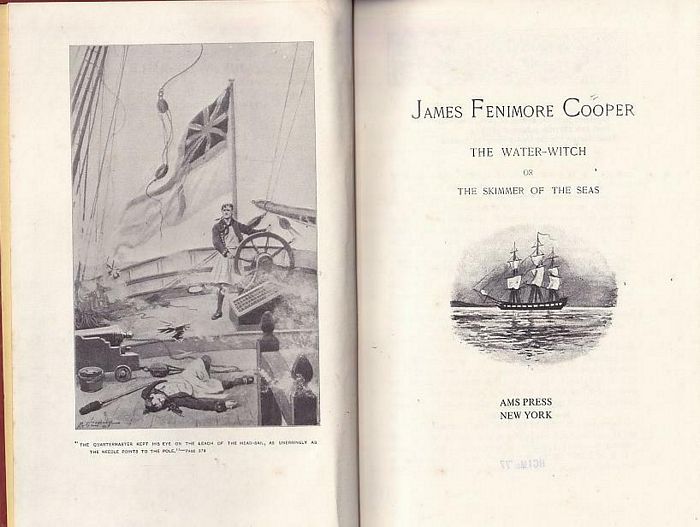 "THE QUARTERMASTER KEPT HIS EYE ON THE LEACH OF THE HEAD-SAIL, AS UNERRINGLY AS
THE NEEDLE POINTS TO THE POLE."—PAGE 378
JAMES FENIMORE COOPER
THE WATER-WITCH
OR
THE SKIMMER OF THE SEAS
AMS PRESS
NEW YORK